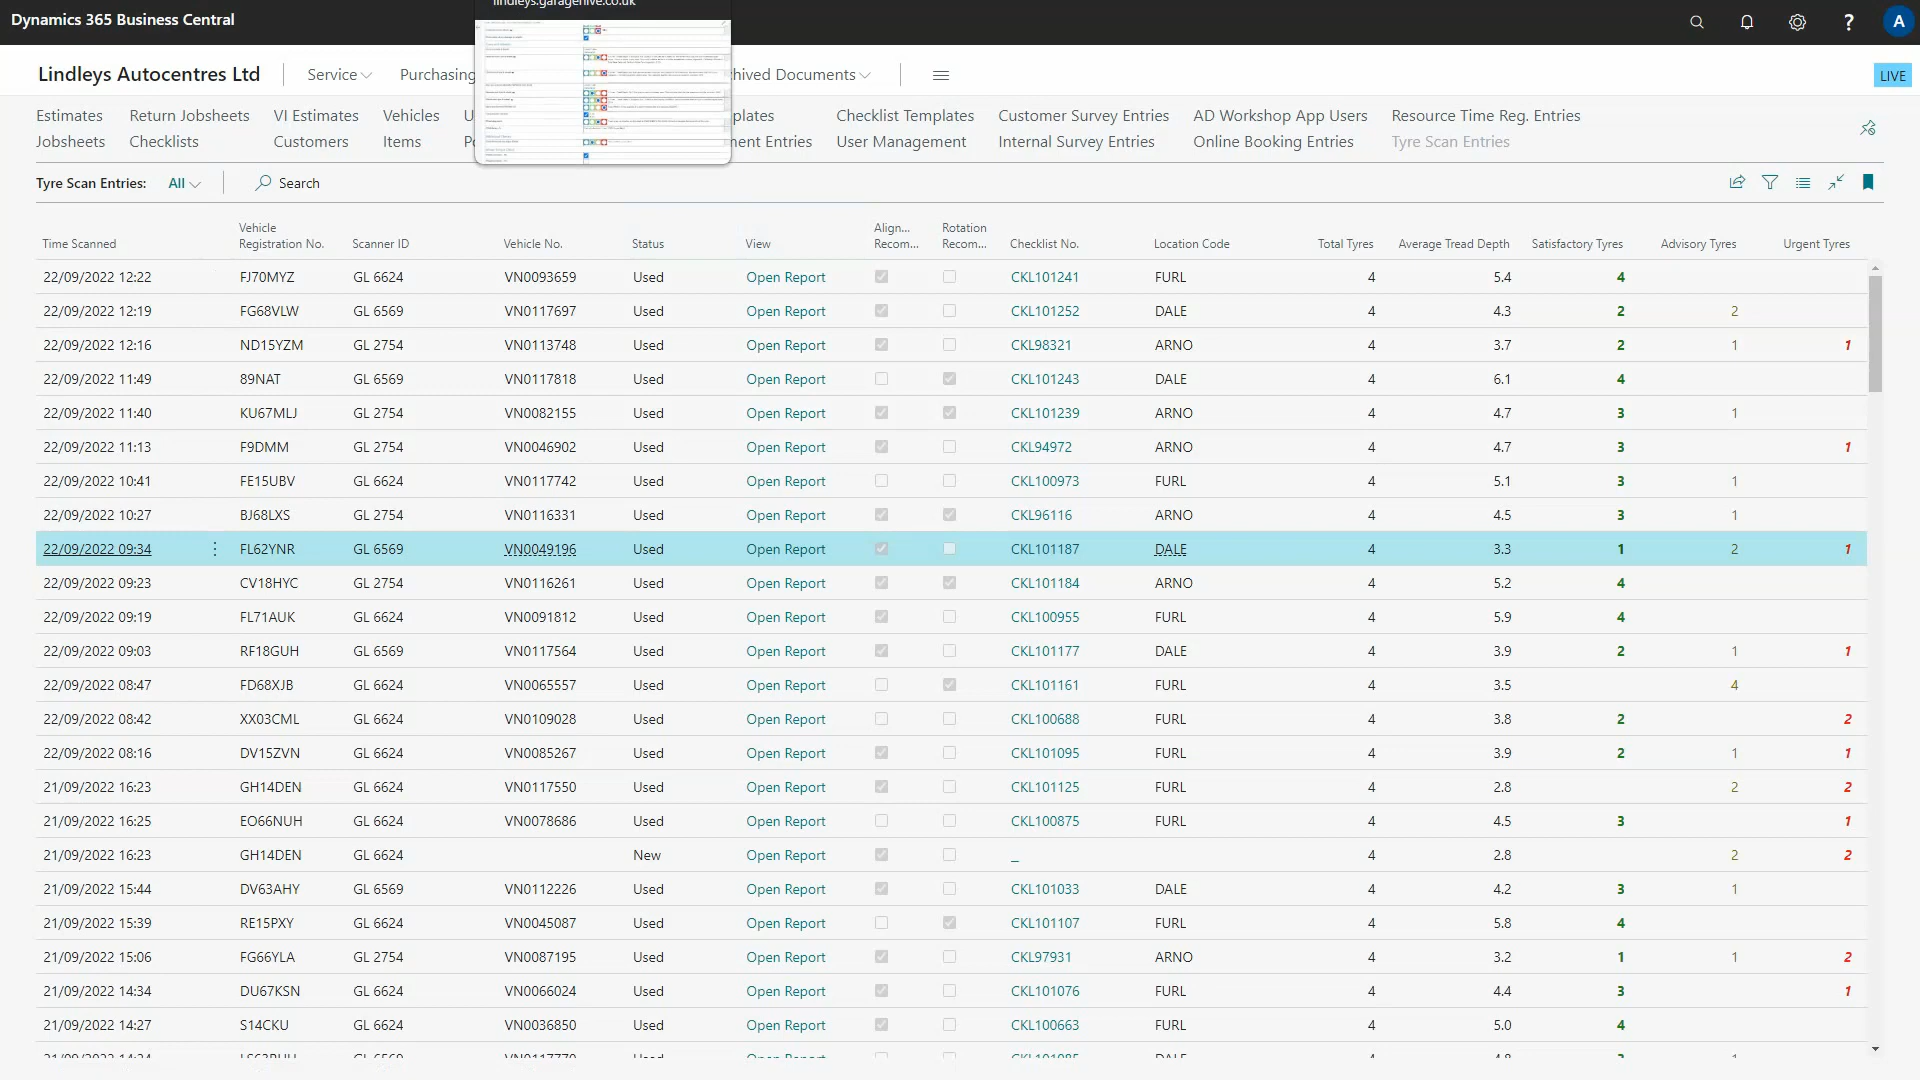 Dynamics 365 Business Central
lindleys.garagehive.co.uk
Lindleys Autocentres Ltd Service Purchasing hived Documents LIVE
Estimates Return Jobsheets VI Estimates Vehicles U plates Checklist Templates Customer Survey Entries AD Workshop App Users Resource Time Reg. Entries
Jobsheets Checklists Customers Items ment Entries User Management Internal Survey Entries Online Booking Entries Tyre Scan Entries
Tyre Scan Entries: All Search
Time Scanned Vehicle Registration No. Scanner ID Vehicle No. Status View Align... Recom... Rotation Recom... Checklist No. Location Code Total Tyres Average Tread Depth Satisfactory Tyres Advisory Tyres Urgent Tyres
22/09/2022 12:22 FJ70MYZ GL 6624 VN0093659 Used Open Report CKL101241 FURL 4 5.4 4
22/09/2022 12:19 FG68VLW GL 6569 VN0117697 Used Open Report CKL101252 DALE 4 4.3 2 2
22/09/2022 12:16 ND15YZM GL 2754 VN0113748 Used Open Report CKL98321 ARNO 4 3.7 2 1 1
22/09/2022 11:49 89NAT GL 6569 VN0117818 Used Open Report CKL101243 DALE 4 6.1 4
22/09/2022 11:40 KU67MLJ GL 2754 VN0082155 Used Open Report CKL101239 ARNO 4 4.7 3 1
22/09/2022 11:13 F9DMM GL 2754 VN0046902 Used Open Report CKL94972 ARNO 4 4.7 3 1
22/09/2022 10:41 FE15UBV GL 6624 VN0117742 Used Open Report CKL100973 FURL 4 5.1 3 1
22/09/2022 10:27 BJ68LXS GL 2754 VN0116331 Used Open Report CKL96116 ARNO 4 4.5 3 1
22/09/2022 09:34 FL62YNR GL 6569 VN0049196 Used Open Report CKL101187 DALE 4 3.3 1 2 1
22/09/2022 09:23 CV18HYC GL 2754 VN0116261 Used Open Report CKL101184 ARNO 4 5.2 4
22/09/2022 09:19 FL71AUK GL 6624 VN0091812 Used Open Report CKL100955 FURL 4 5.9 4
22/09/2022 09:03 RF18GUH GL 6569 VN0117564 Used Open Report CKL101177 DALE 4 3.9 2 1 1
22/09/2022 08:47 FD68XJB GL 6624 VN0065557 Used Open Report CKL101161 FURL 4 3.5 4
22/09/2022 08:42 XX03CML GL 6624 VN0109028 Used Open Report CKL100688 FURL 4 3.8 2 2
22/09/2022 08:16 DV15ZVN GL 6624 VN0085267 Used Open Report CKL101095 FURL 4 3.9 2 1 1
21/09/2022 16:23 GH14DEN GL 6624 VN0117550 Used Open Report CKL101125 FURL 4 2.8 2 2
21/09/2022 16:25 EO66NUH GL 6624 VN0078686 Used Open Report CKL100875 FURL 4 4.5 3 1
21/09/2022 16:23 GH14DEN GL 6624 New Open Report _ 4 2.8 2 2
21/09/2022 15:44 DV63AHY GL 6569 VN0112226 Used Open Report CKL101033 DALE 4 4.2 3 1
21/09/2022 15:39 RE15PXY GL 6624 VN0045087 Used Open Report CKL101107 FURL 4 5.8 4
21/09/2022 15:06 FG66YLA GL 2754 VN0087195 Used Open Report CKL97931 ARNO 4 3.2 1 1 2
21/09/2022 14:34 DU67KSN GL 6624 VN0066024 Used Open Report CKL101076 FURL 4 4.4 3 1
21/09/2022 14:27 S14CKU GL 6624 VN0036850 Used Open Report CKL100663 FURL 4 5.0 4